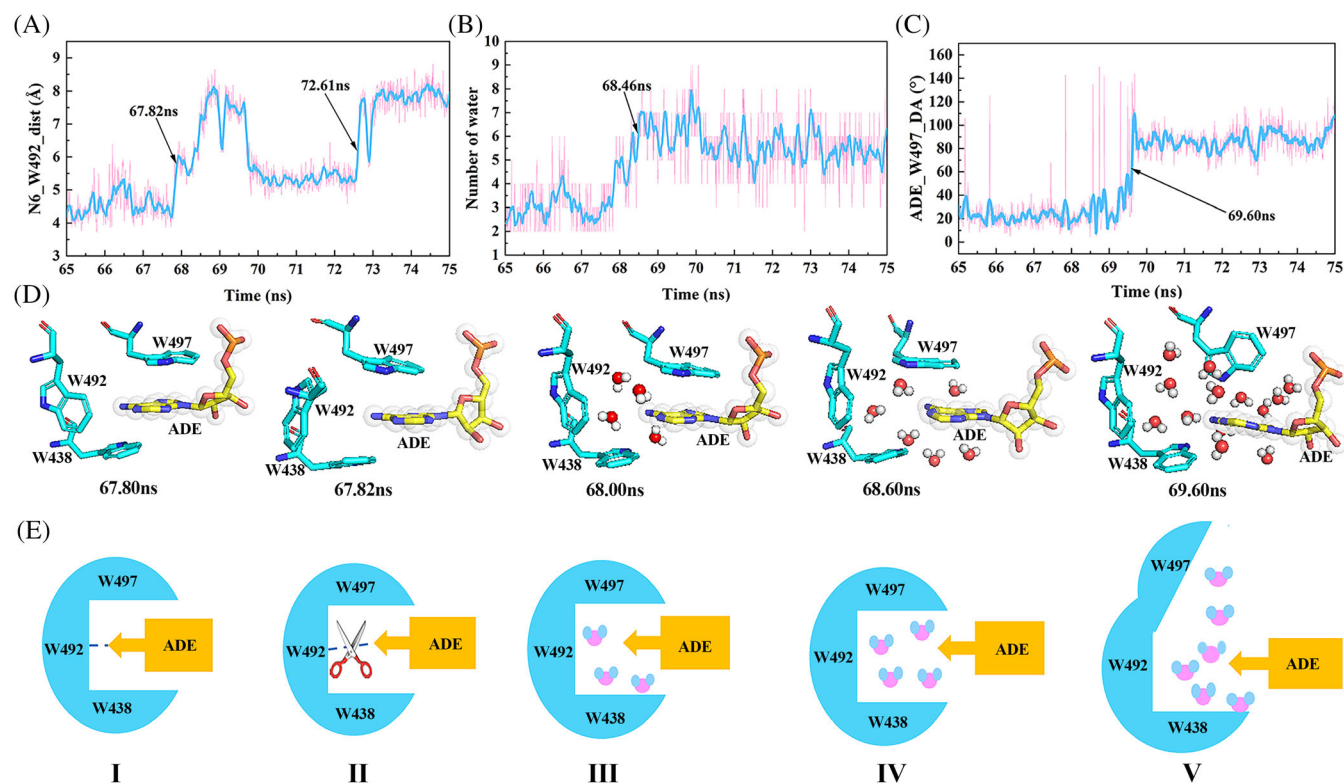 (A)
N6_W492_dist (Å)
9
8
7
6
5
4
3
67.82ns
72.61ns
65 66 67 68 69 70 71 72 73 74 75
Time (ns)
(B)
Number of water
10
9
8
7
6
5
4
3
2
1
68.46ns
65 66 67 68 69 70 71 72 73 74 75
Time (ns)
(C)
ADE_W497_DA (°)
160
140
120
100
80
60
40
20
0
69.60ns
65 66 67 68 69 70 71 72 73 74 75
Time (ns)
(D)
W497
W492
ADE
W438
67.80ns
W497
W492
ADE
W438
67.82ns
W497
W492
ADE
W438
68.00ns
W497
W492
ADE
W438
68.60ns
W497
W492
W438
ADE
69.60ns
(E)
W497
W492
ADE
W438
I
W497
W492
ADE
W438
II
W497
W492
ADE
W438
III
W497
W492
ADE
W438
IV
W497
W492
ADE
W438
V